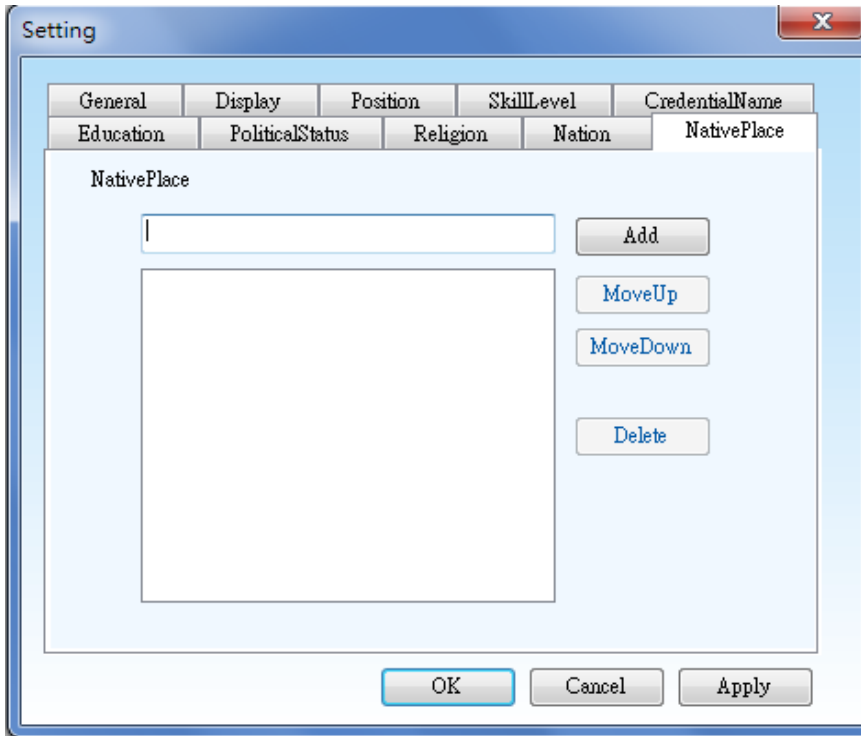 Setting
General Display Position SkillLevel CredentialName
Education PoliticalStatus Religion Nation NativePlace
NativePlace
Add
MoveUp
MoveDown
Delete
OK Cancel Apply